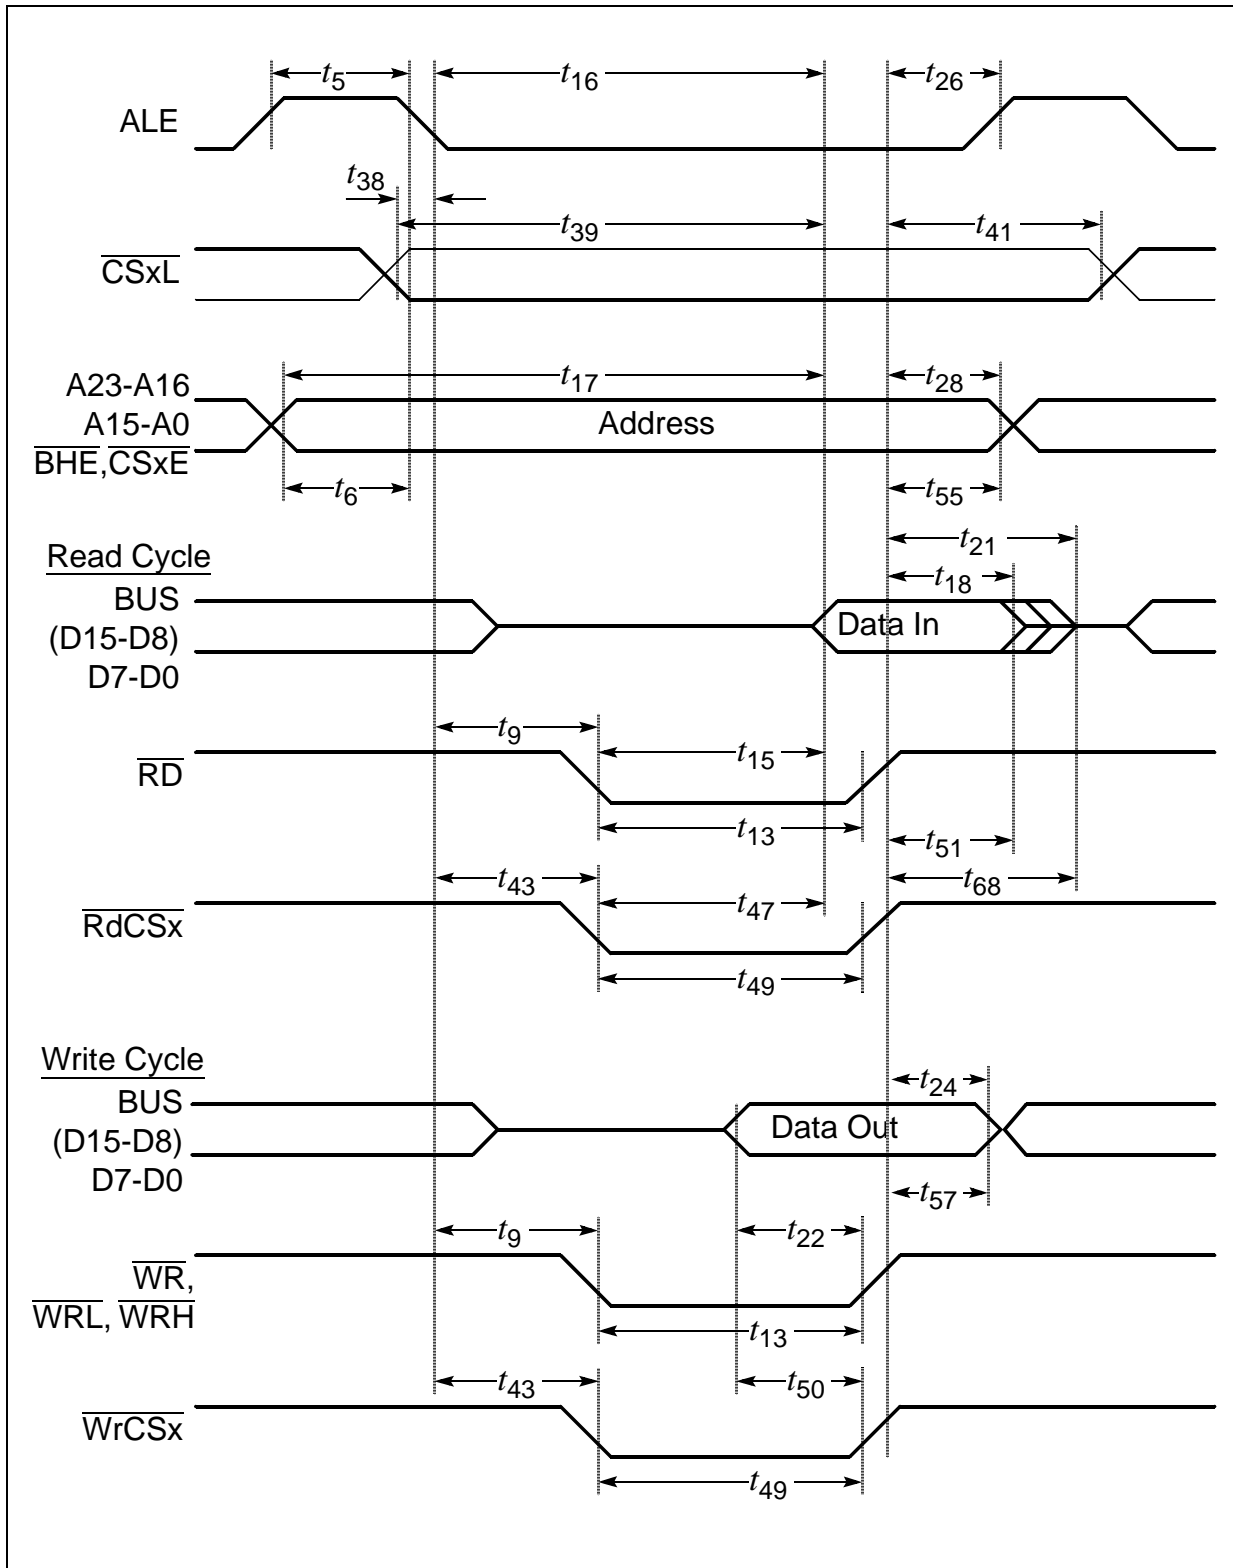 t5 t16 t26
ALE
t38
t39 t41
CSxL
A23-A16
t17 t28
A15-A0
Address
BHE,CSxE
t6 t55
t21
Read Cycle
t18
BUS
(D15-D8)
Data In
D7-D0
t9
t15
RD
t13 t51
t43 t68
t47
RdCSx
t49
Write Cycle
t24
BUS
(D15-D8)
Data Out
D7-D0
t57
t9 t22
WR,
WRL, WRH
t13
t43 t50
WrCSx
t49